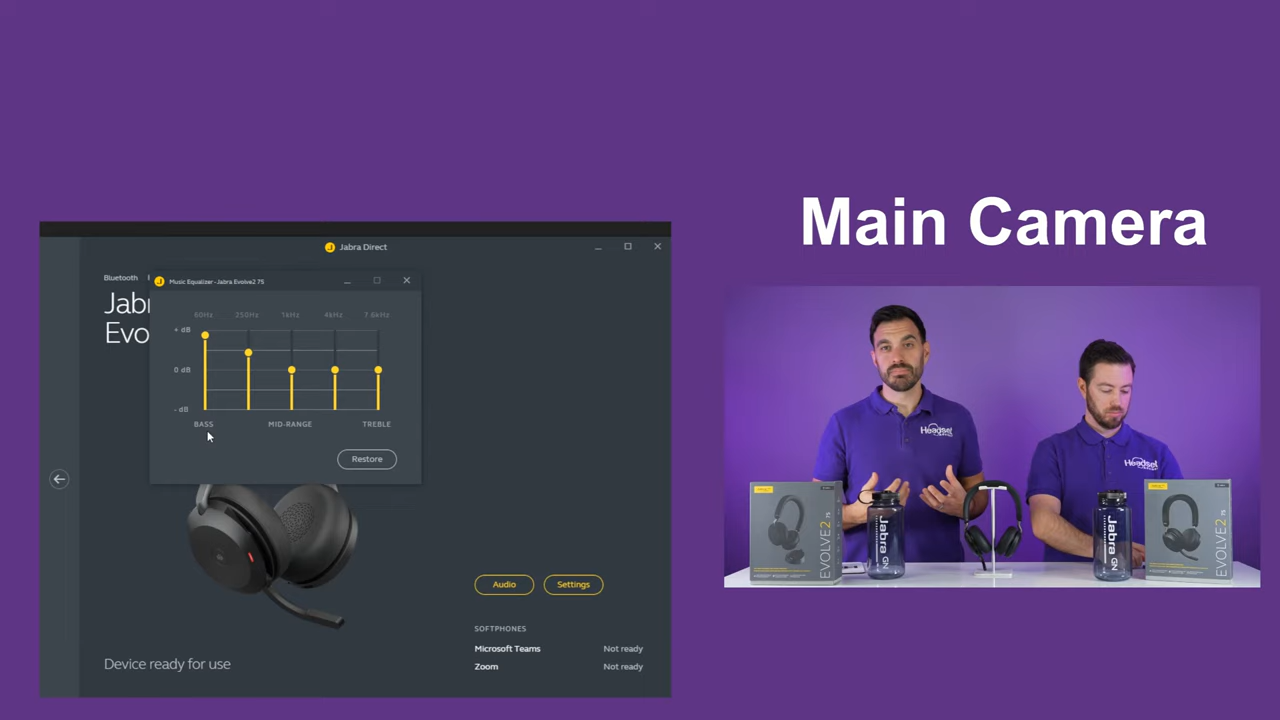 Main Camera
Jabra Direct
Bluetooth
Jab
Evo
Music Equalizer - Jabra Evolve2 75
60Hz 250Hz 1kHz 4kHz 7.6kHz
+ dB
0 dB
- dB
BASS MID-RANGE TREBLE
Restore
Audio Settings
SOFTPHONES
Microsoft Teams Not ready
Zoom Not ready
Device ready for use
Headset
Headset
EVOLVE2 75
Jabra GN
Jabra GN
EVOLVE2 75